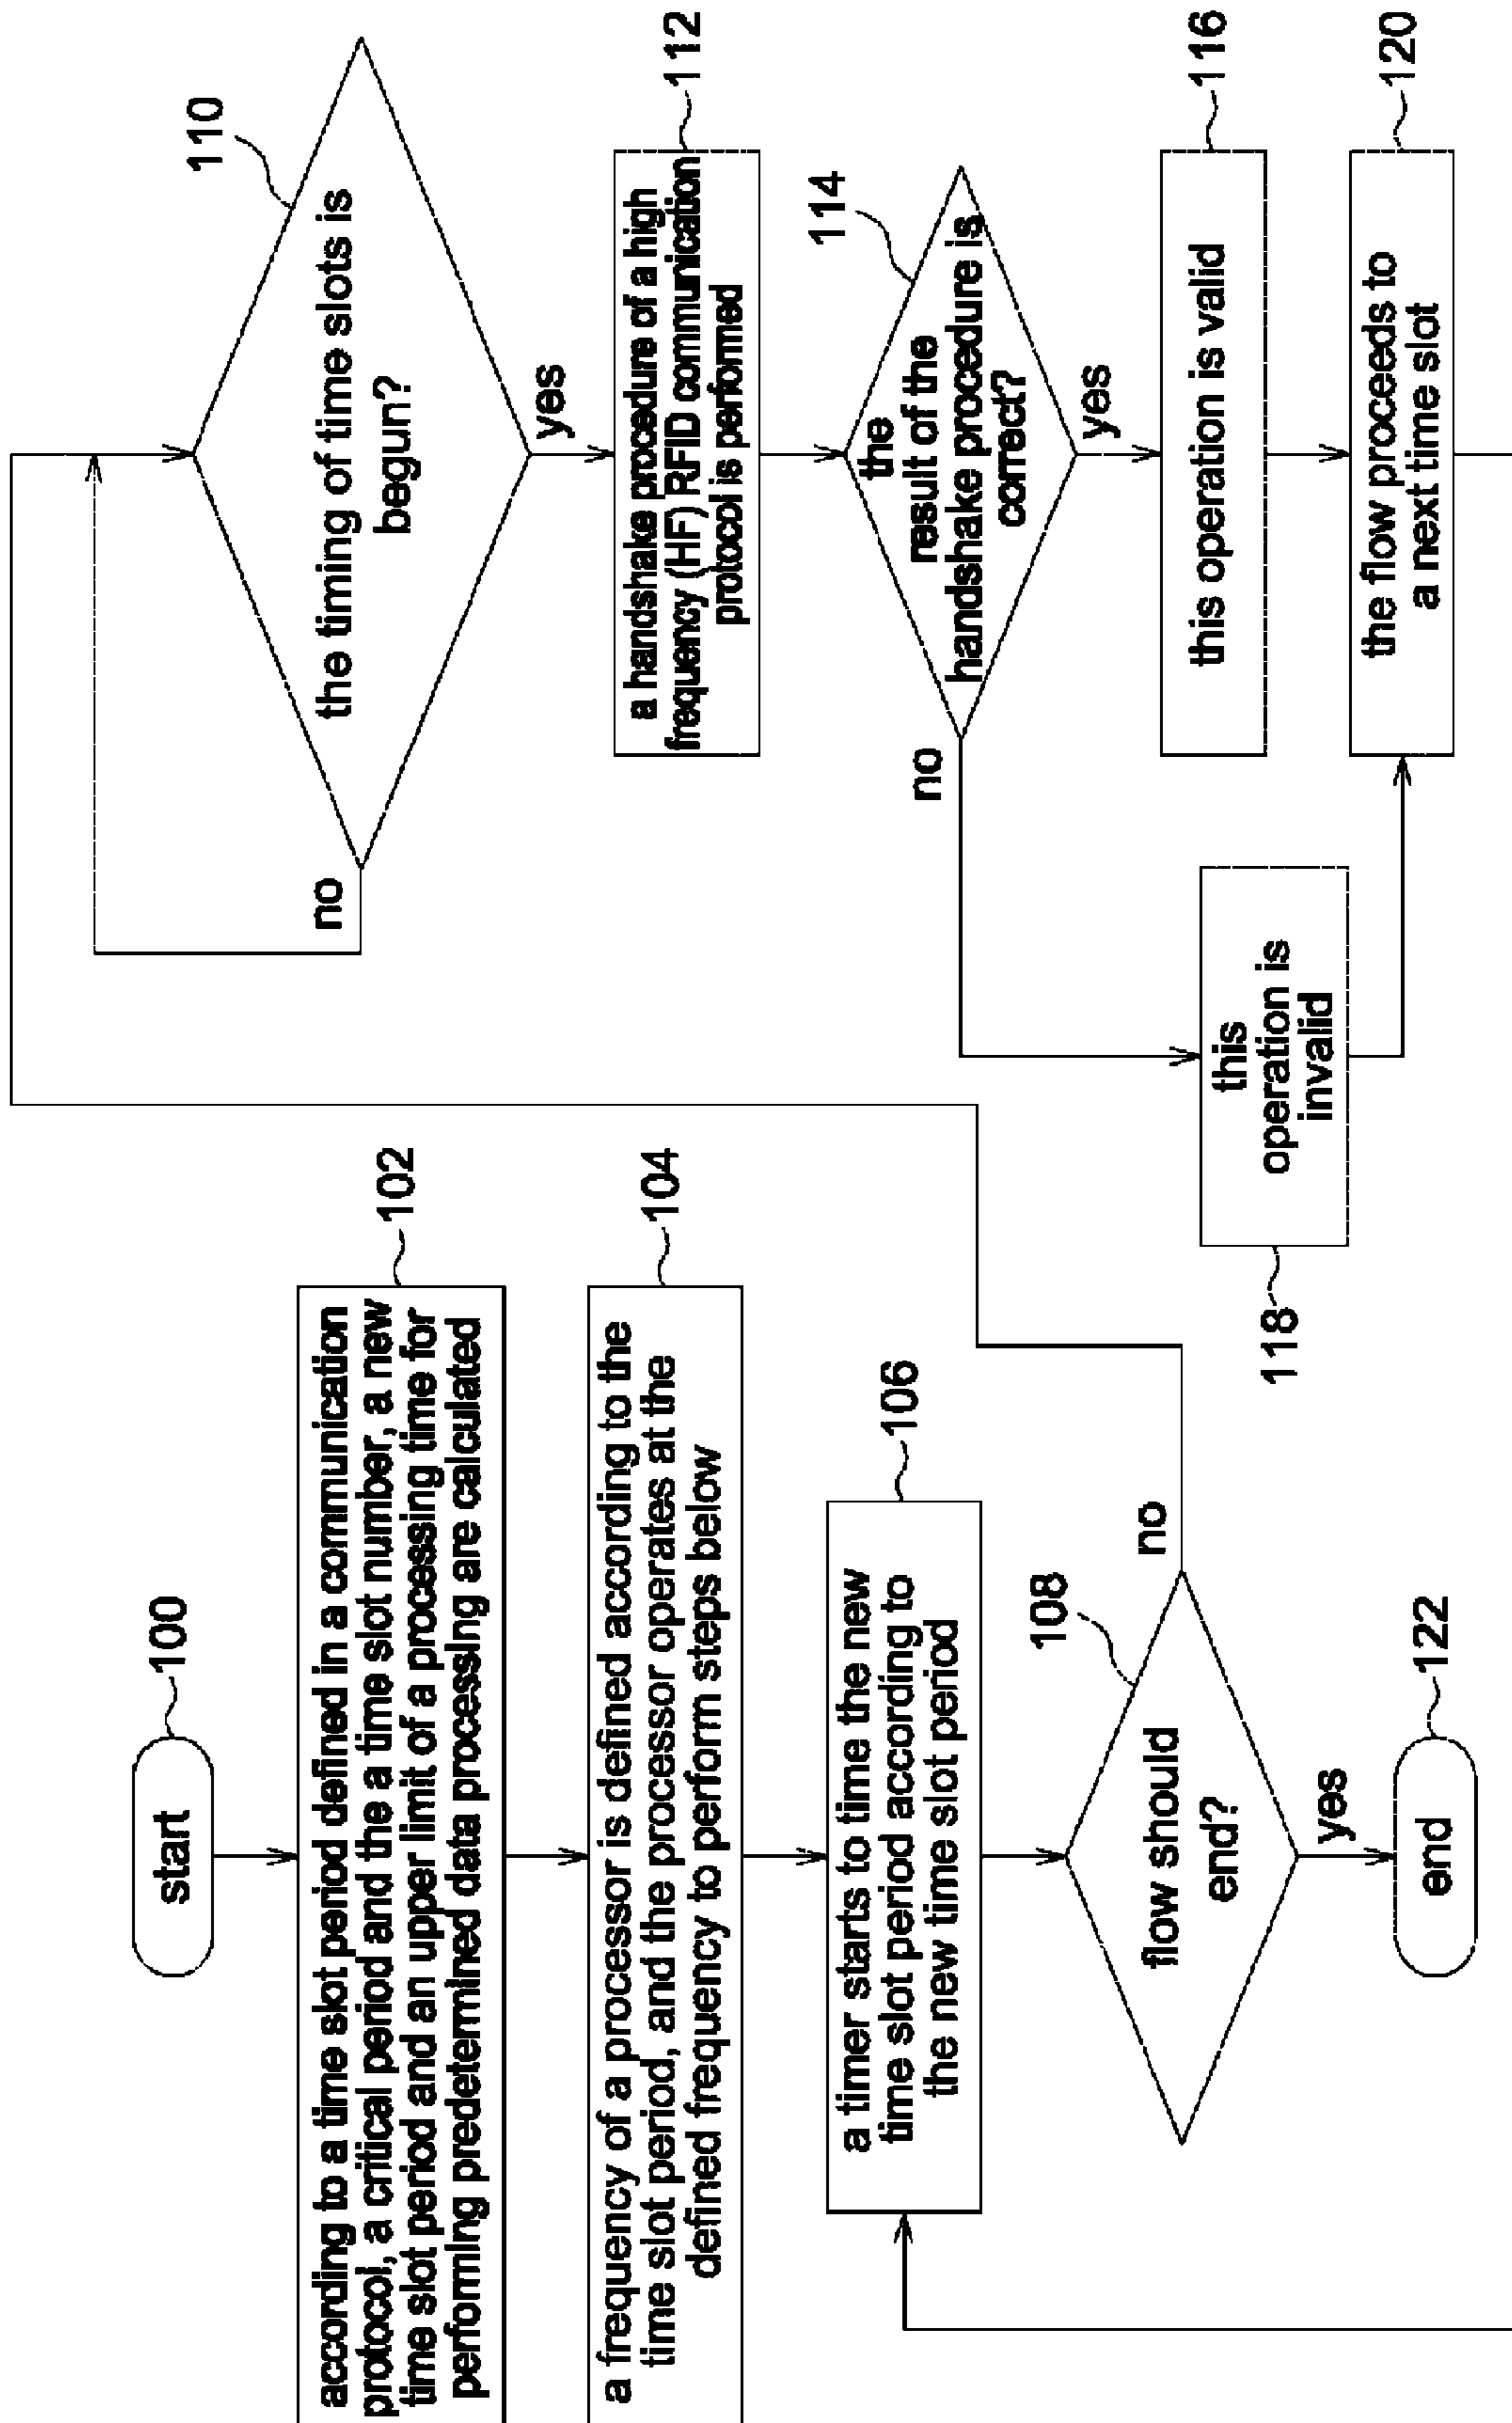 start
100
according to a time slot period defined in a communication
protocol, a critical period and the a time slot number, a new
time slot period and an upper limit of a processing time for
performing predetermined data processing are calculated
102
a frequency of a processor is defined according to the
time slot period, and the processor operates at the
defined frequency to perform steps below
104
a timer starts to time the new
time slot period according to
the new time slot period
106
flow should
end?
108
no
yes
end
122
the timing of time slots is
begun?
110
no
yes
a handshake procedure of a high
frequency (HF) RFID communication
protocol is performed
112
the
result of the
handshake procedure is
correct?
114
no
yes
this operation is valid
116
this
operation is
invalid
118
the flow proceeds to
a next time slot
120